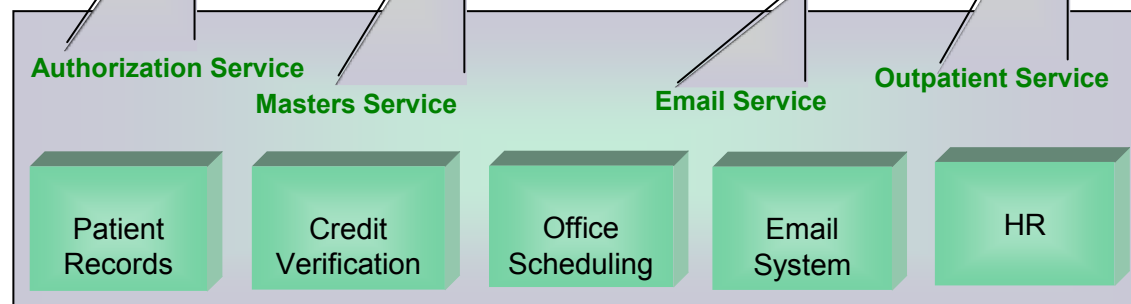 Authorization Service
Masters Service
Email Service
Outpatient Service
Patient
Records
Credit
Verification
Office
Scheduling
Email
System
HR